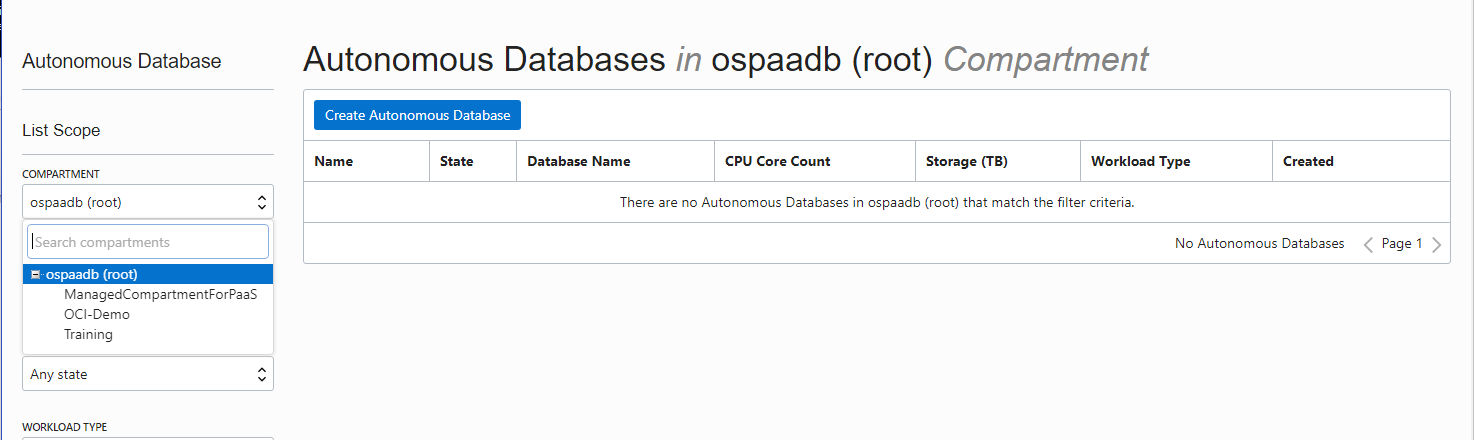 Autonomous Database
List Scope
COMPARTMENT
ospaadb (root)
Search compartments
ospaadb (root)
ManagedCompartmentForPaaS
OCI-Demo
Training
Any state
WORKLOAD TYPE
Autonomous Databases in ospaadb (root) Compartment
Create Autonomous Database
Name State Database Name CPU Core Count Storage (TB) Workload Type Created
There are no Autonomous Databases in ospaadb (root) that match the filter criteria.
No Autonomous Databases Page 1